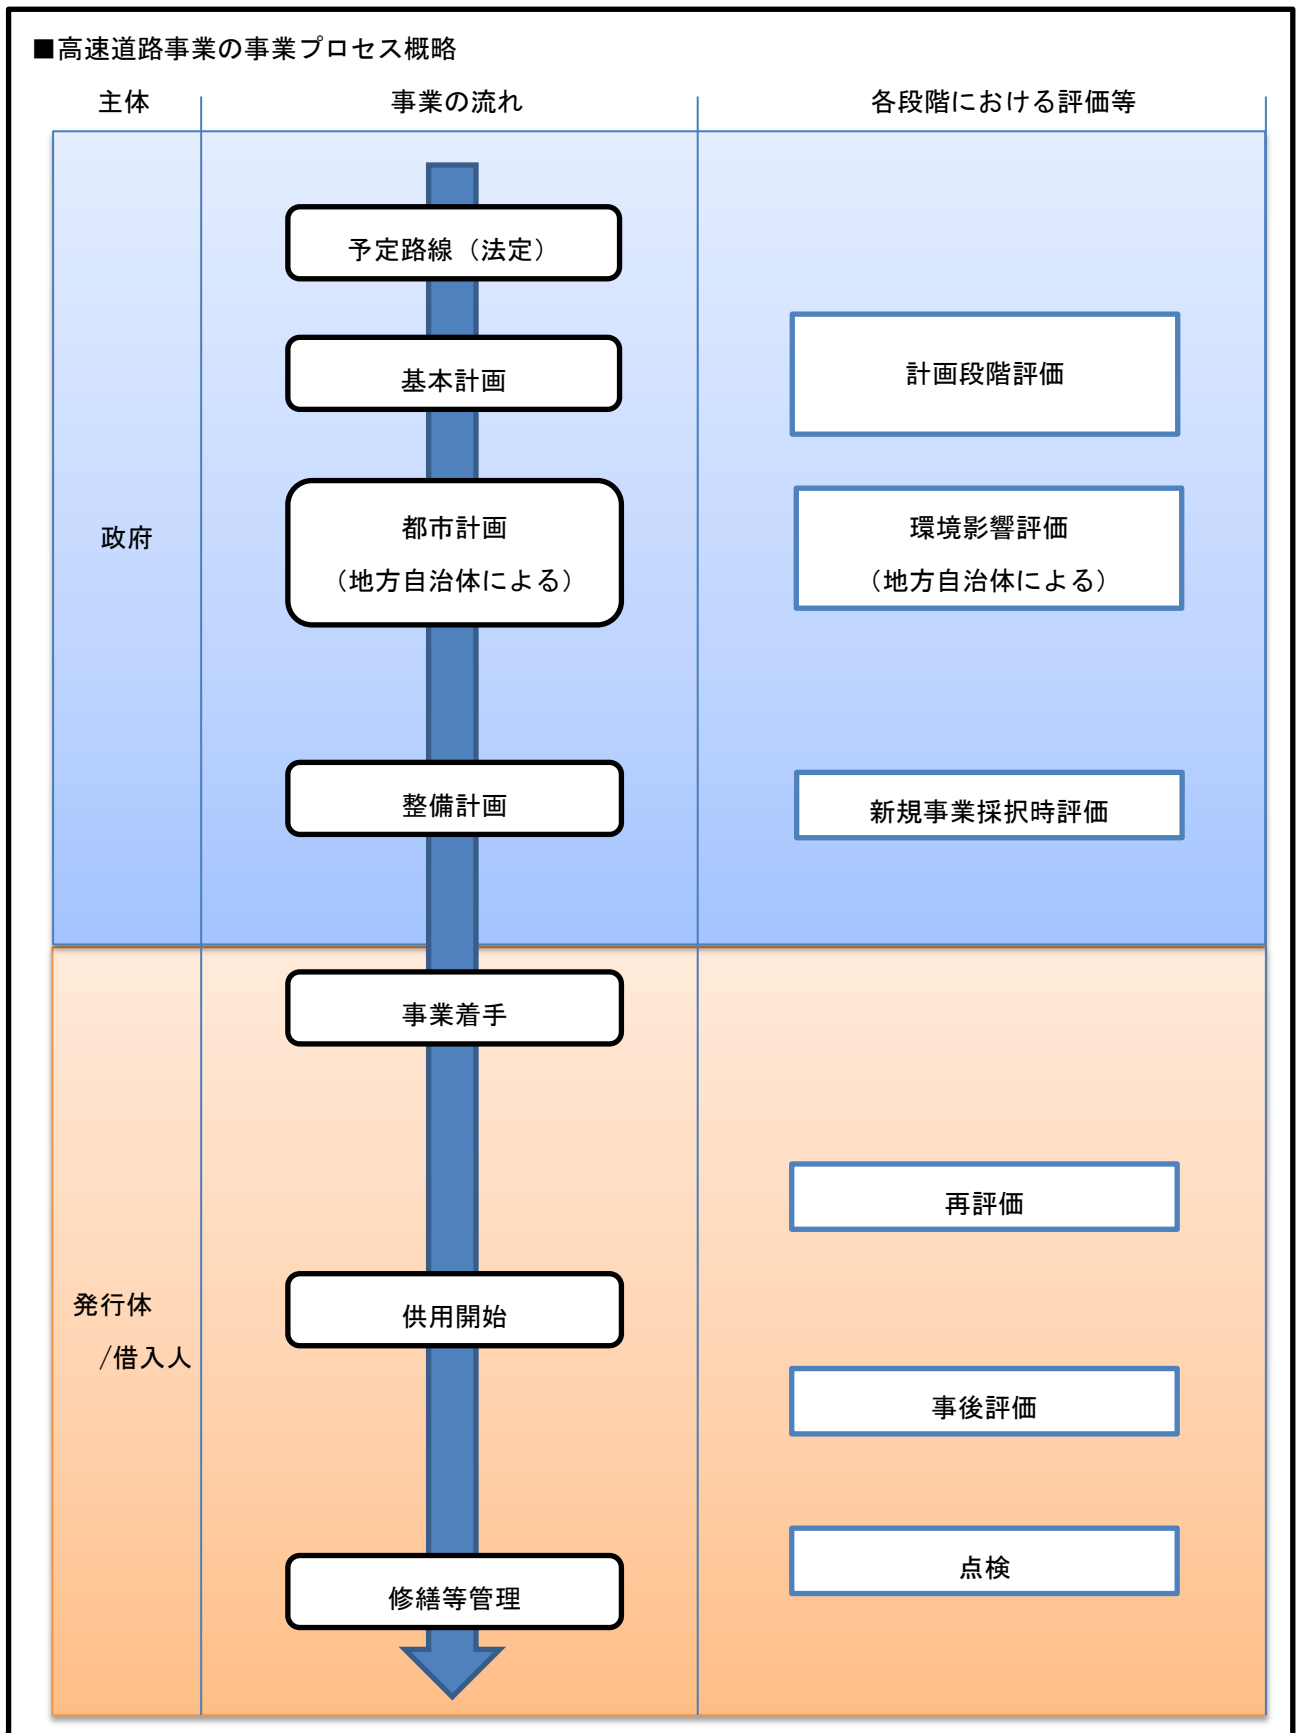 ■高速道路事業の事業プロセス概略
主体
事業の流れ
各段階における評価等
政府
予定路線（法定）
基本計画
計画段階評価
都市計画
（地方自治体による）
環境影響評価
（地方自治体による）
整備計画
新規事業採択時評価
発行体
/借入人
事業着手
再評価
供用開始
事後評価
点検
修繕等管理